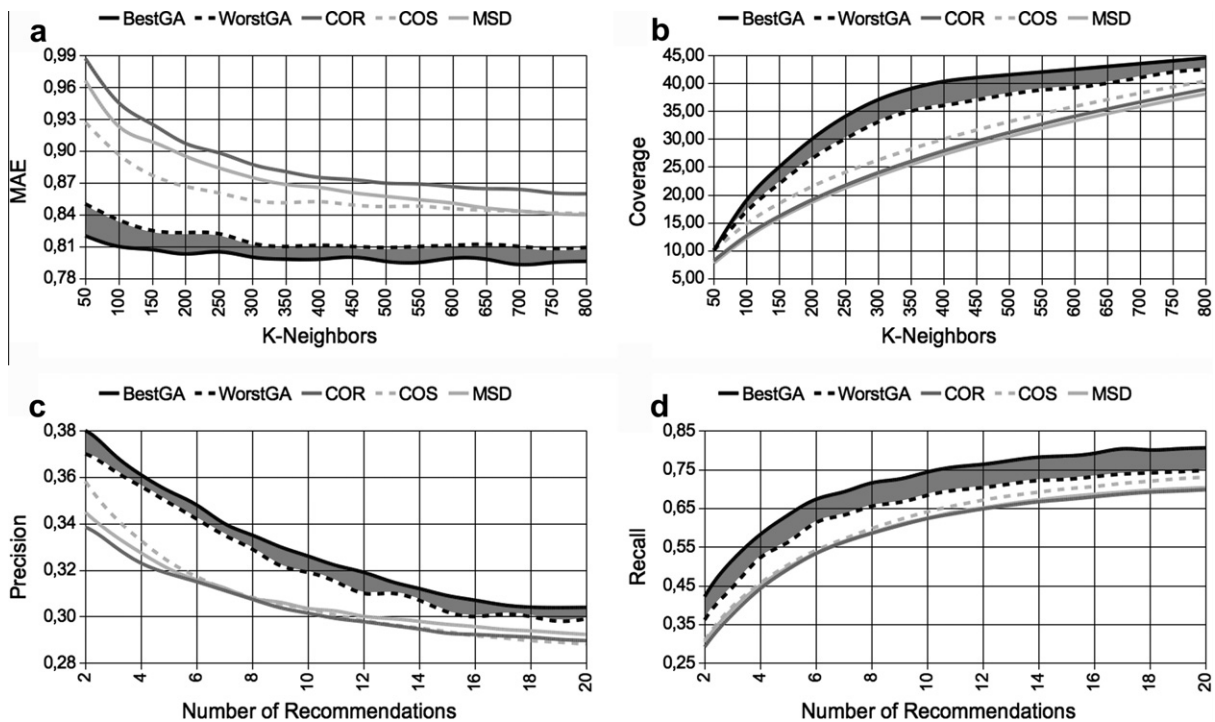 BestGA WorstGA COR COS MSD
a
0,99
0,96
0,93
0,90
0,87
0,84
0,81
0,78
MAE
50 100 150 200 250 300 350 400 450 500 550 600 650 700 750 800
K-Neighbors
BestGA WorstGA COR COS MSD
b
45,00
40,00
35,00
30,00
25,00
20,00
15,00
10,00
5,00
Coverage
50 100 150 200 250 300 350 400 450 500 550 600 650 700 750 800
K-Neighbors
BestGA WorstGA COR COS MSD
c
0,38
0,36
0,34
0,32
0,30
0,28
Precision
2 4 6 8 10 12 14 16 18 20
Number of Recommendations
BestGA WorstGA COR COS MSD
d
0,85
0,75
0,65
0,55
0,45
0,35
0,25
Recall
2 4 6 8 10 12 14 16 18 20
Number of Recommendations